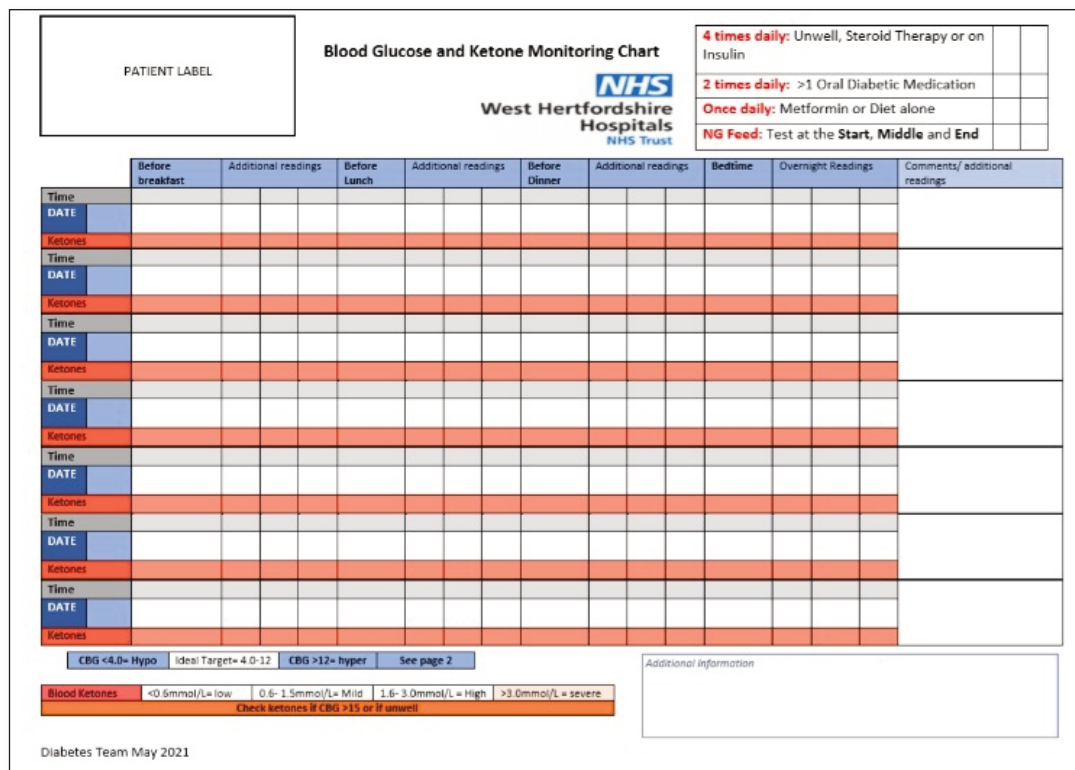 PATIENT LABEL
Blood Glucose and Ketone Monitoring Chart
NHS
West Hertfordshire
Hospitals
NHS Trust
4 times daily: Unwell, Steroid Therapy or on
Insulin
2 times daily: >1 Oral Diabetic Medication
Once daily: Metformin or Diet alone
NG Feed: Test at the Start, Middle and End
Before breakfast Additional readings Before Lunch Additional readings Before Dinner Additional readings Bedtime Overnight Readings Comments/ additional readings
Time
DATE
Ketones
Time
DATE
Ketones
Time
DATE
Ketones
Time
DATE
Ketones
Time
DATE
Ketones
Time
DATE
Ketones
Time
DATE
Ketones
CBG <4.0= Hypo Ideal Target= 4.0-12 CBG >12= hyper See page 2
Additional Information
Blood Ketones <0.6mmol/L= low 0.6- 1.5mmol/L= Mild 1.6- 3.0mmol/L = High >3.0mmol/L = severe
Check ketones if CBG >15 or if unwell
Diabetes Team May 2021